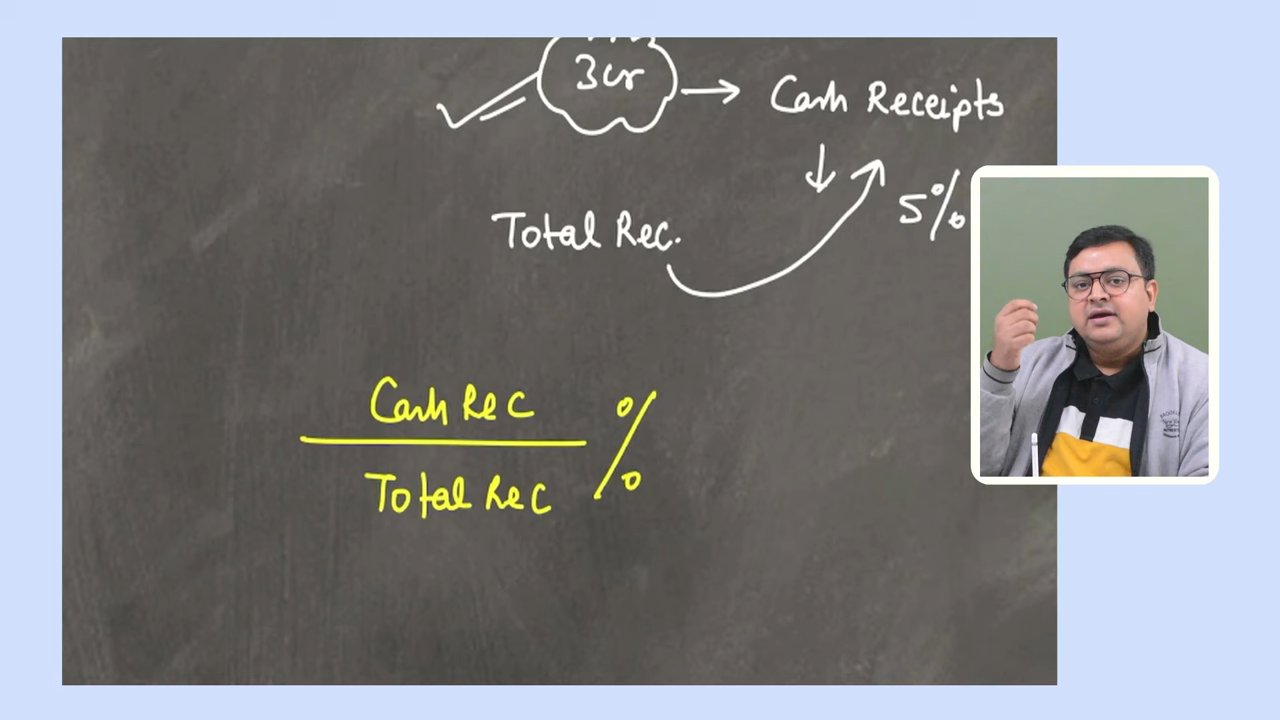 3cr → Cash Receipts
↓
5%
Total Rec.
Cash Rec
Total Rec
%